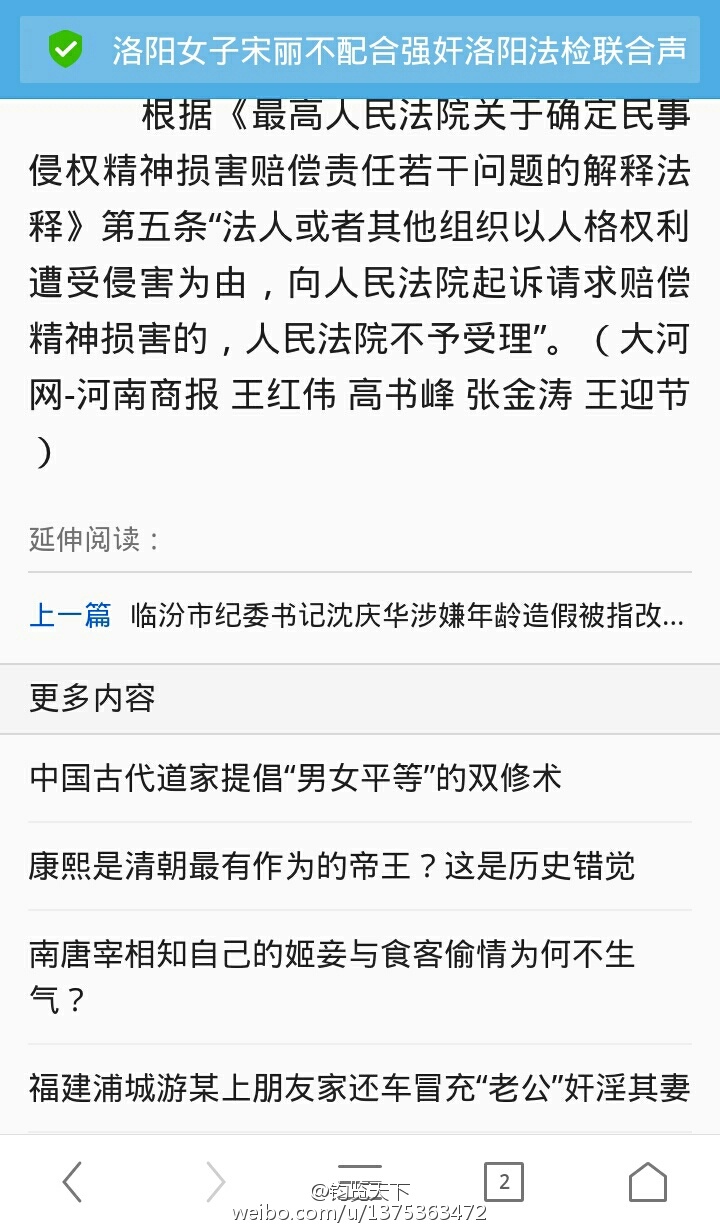 洛阳女子宋丽不配合强奸洛阳法检联合声
根据《最高人民法院关于确定民事
侵权精神损害赔偿责任若干问题的解释法
释》第五条“法人或者其他组织以人格权利
遭受侵害为由，向人民法院起诉请求赔偿
精神损害的，人民法院不予受理”。（大河
网-河南商报 王红伟 高书峰 张金涛 王迎节
）
延伸阅读：
上一篇 临汾市纪委书记沈庆华涉嫌年龄造假被指改...
更多内容
中国古代道家提倡“男女平等”的双修术
康熙是清朝最有作为的帝王？这是历史错觉
南唐宰相知自己的姬妾与食客偷情为何不生
气？
福建浦城游某上朋友家还车冒充“老公”奸淫其妻
2
@钧览天下
weibo.com/u/1375363472